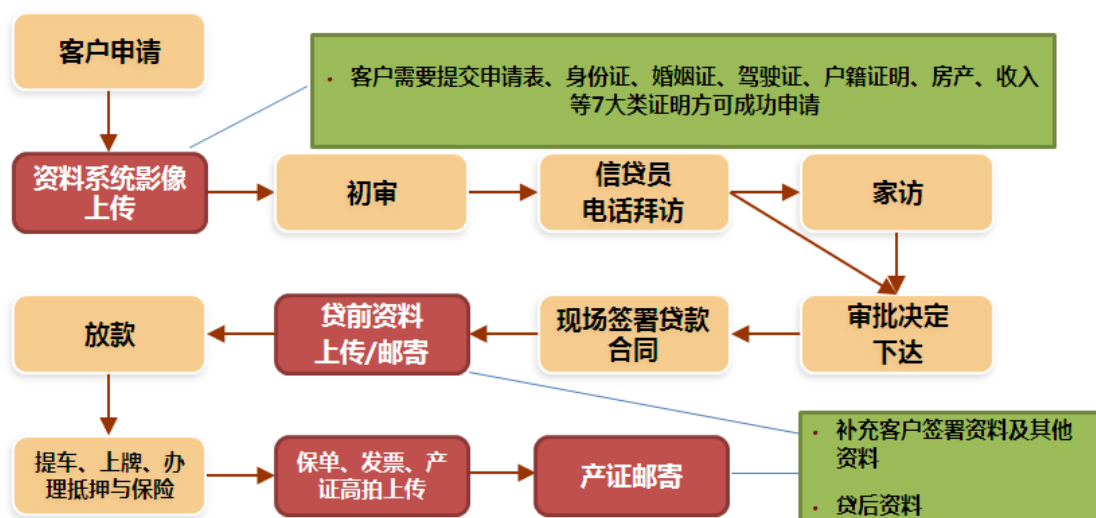 客户申请
· 客户需要提交申请表、身份证、婚姻证、驾驶证、户籍证明、房产、收入
等7大类证明方可成功申请
资料系统影像
上传
初审
信贷员
电话拜访
家访
放款
贷前资料
上传/邮寄
现场签署贷款
合同
审批决定
下达
提车、上牌、办
理抵押与保险
保单、发票、产
证高拍上传
产证邮寄
· 补充客户签署资料及其他
资料
· 贷后资料